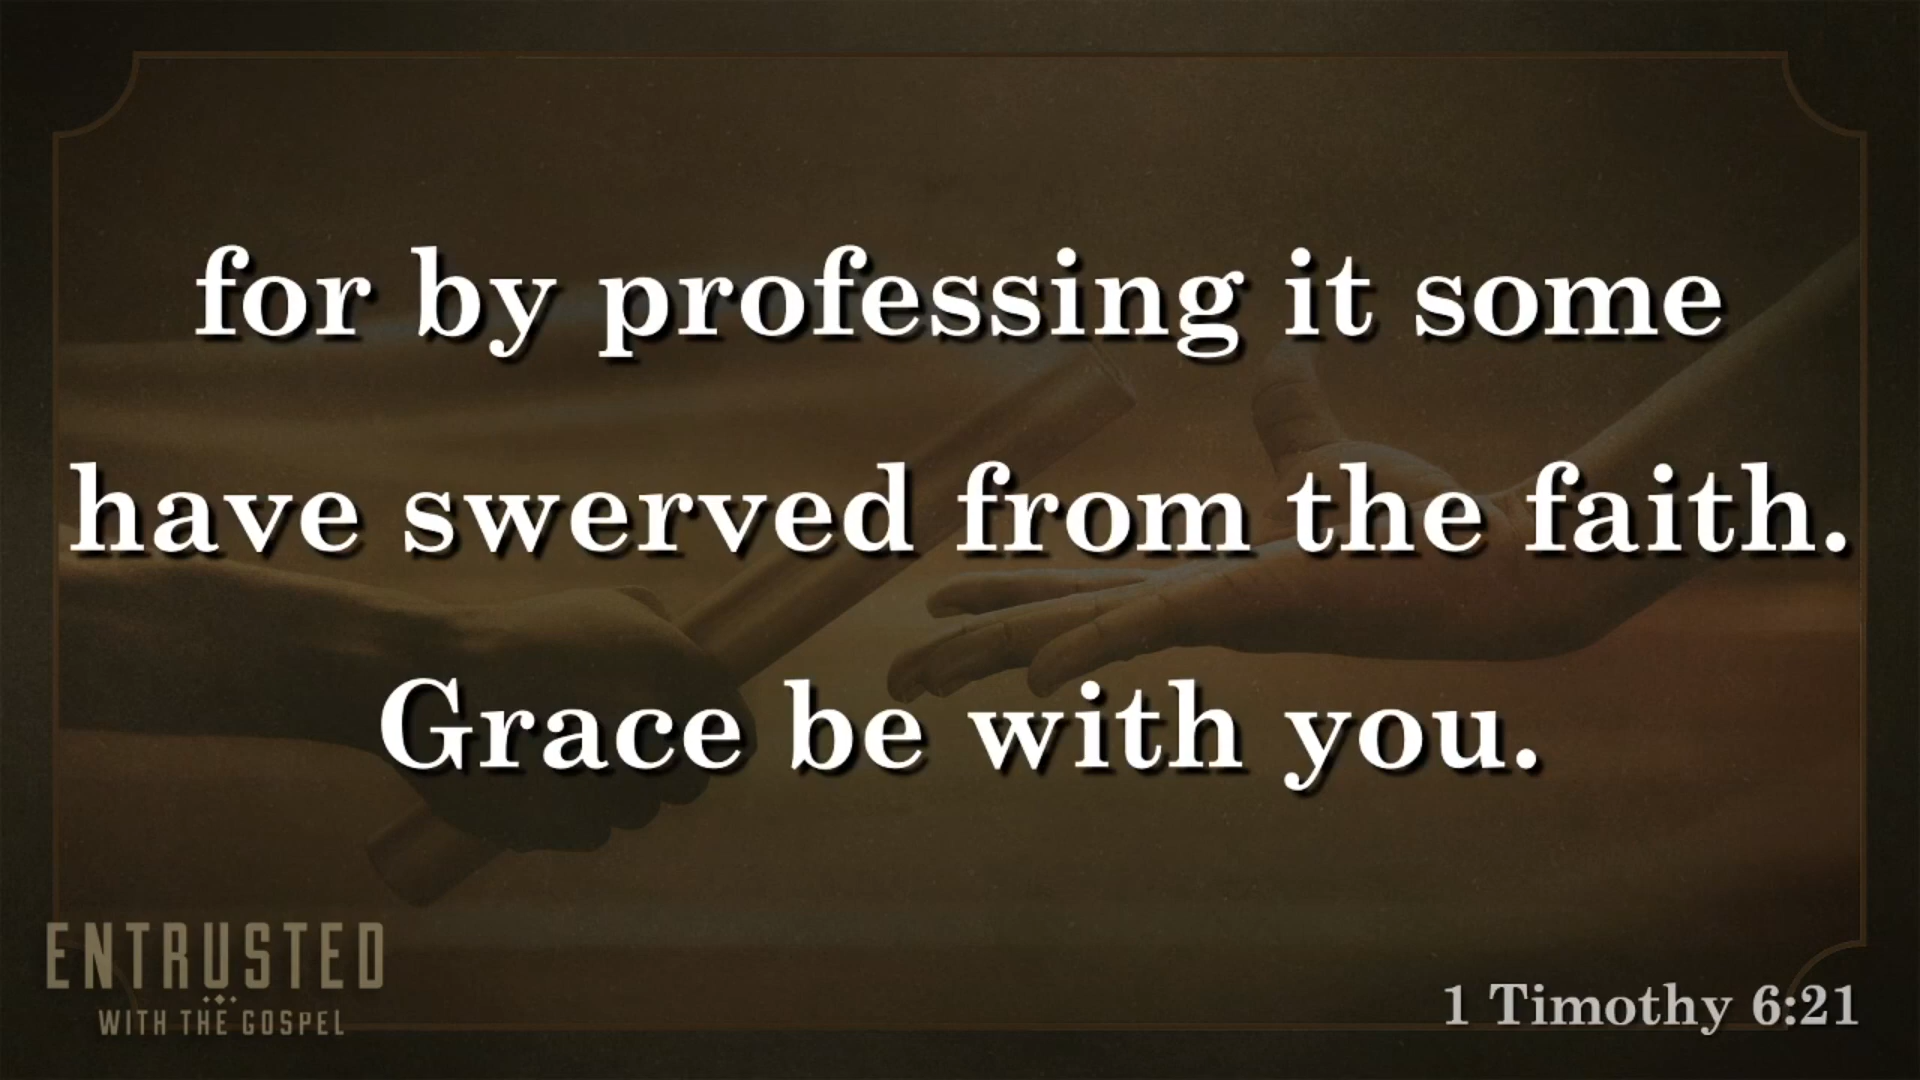 for by professing it some
have swerved from the faith.
Grace be with you.
ENTRUSTED
WITH THE GOSPEL
1 Timothy 6:21